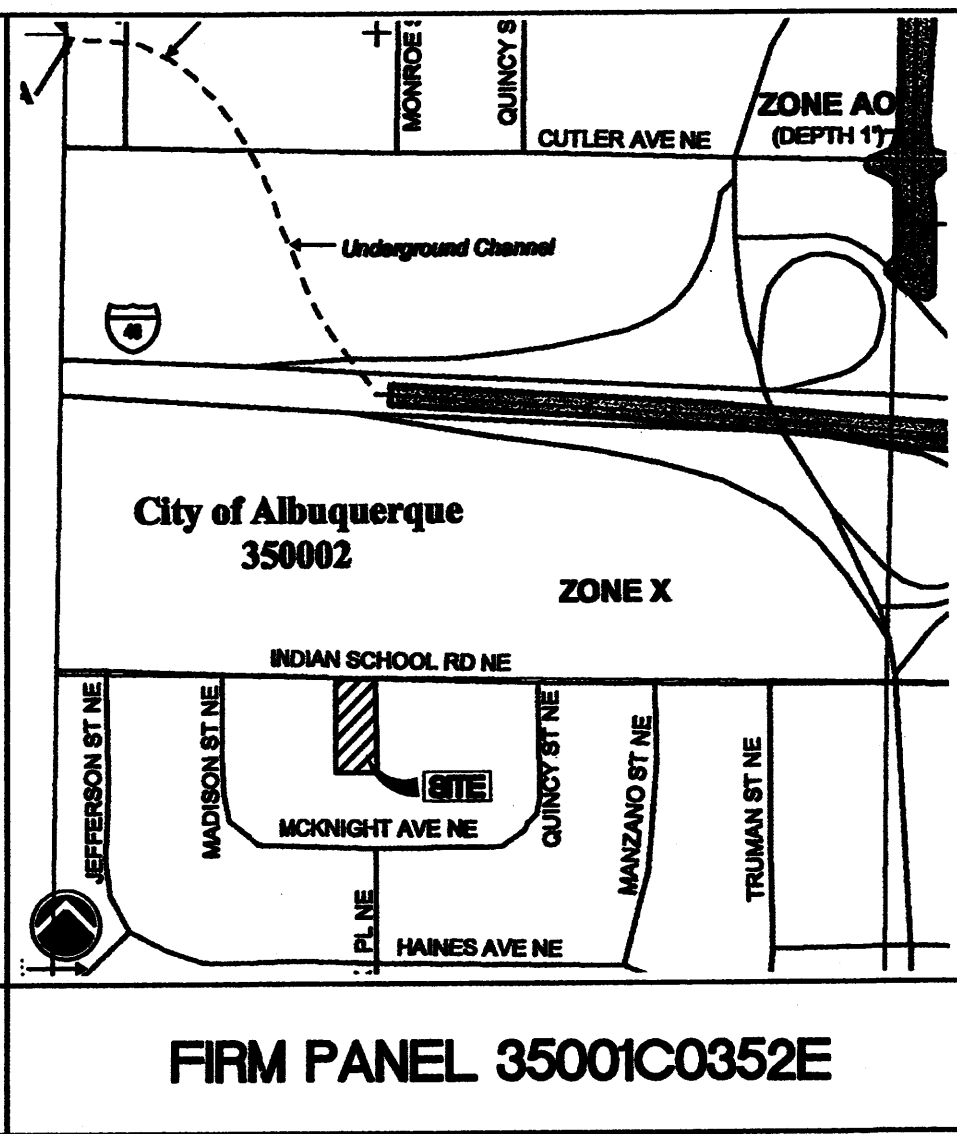 MONROE S
QUINCY S
ZONE AO
(DEPTH 1')
CUTLER AVE NE
Underground Channel
City of Albuquerque
350002
ZONE X
INDIAN SCHOOL RD NE
JEFFERSON ST NE
MADISON ST NE
QUINCY ST NE
MANZANO ST NE
TRUMAN ST NE
SITE
MCKNIGHT AVE NE
PL NE
HAINES AVE NE
FIRM PANEL 35001C0352E